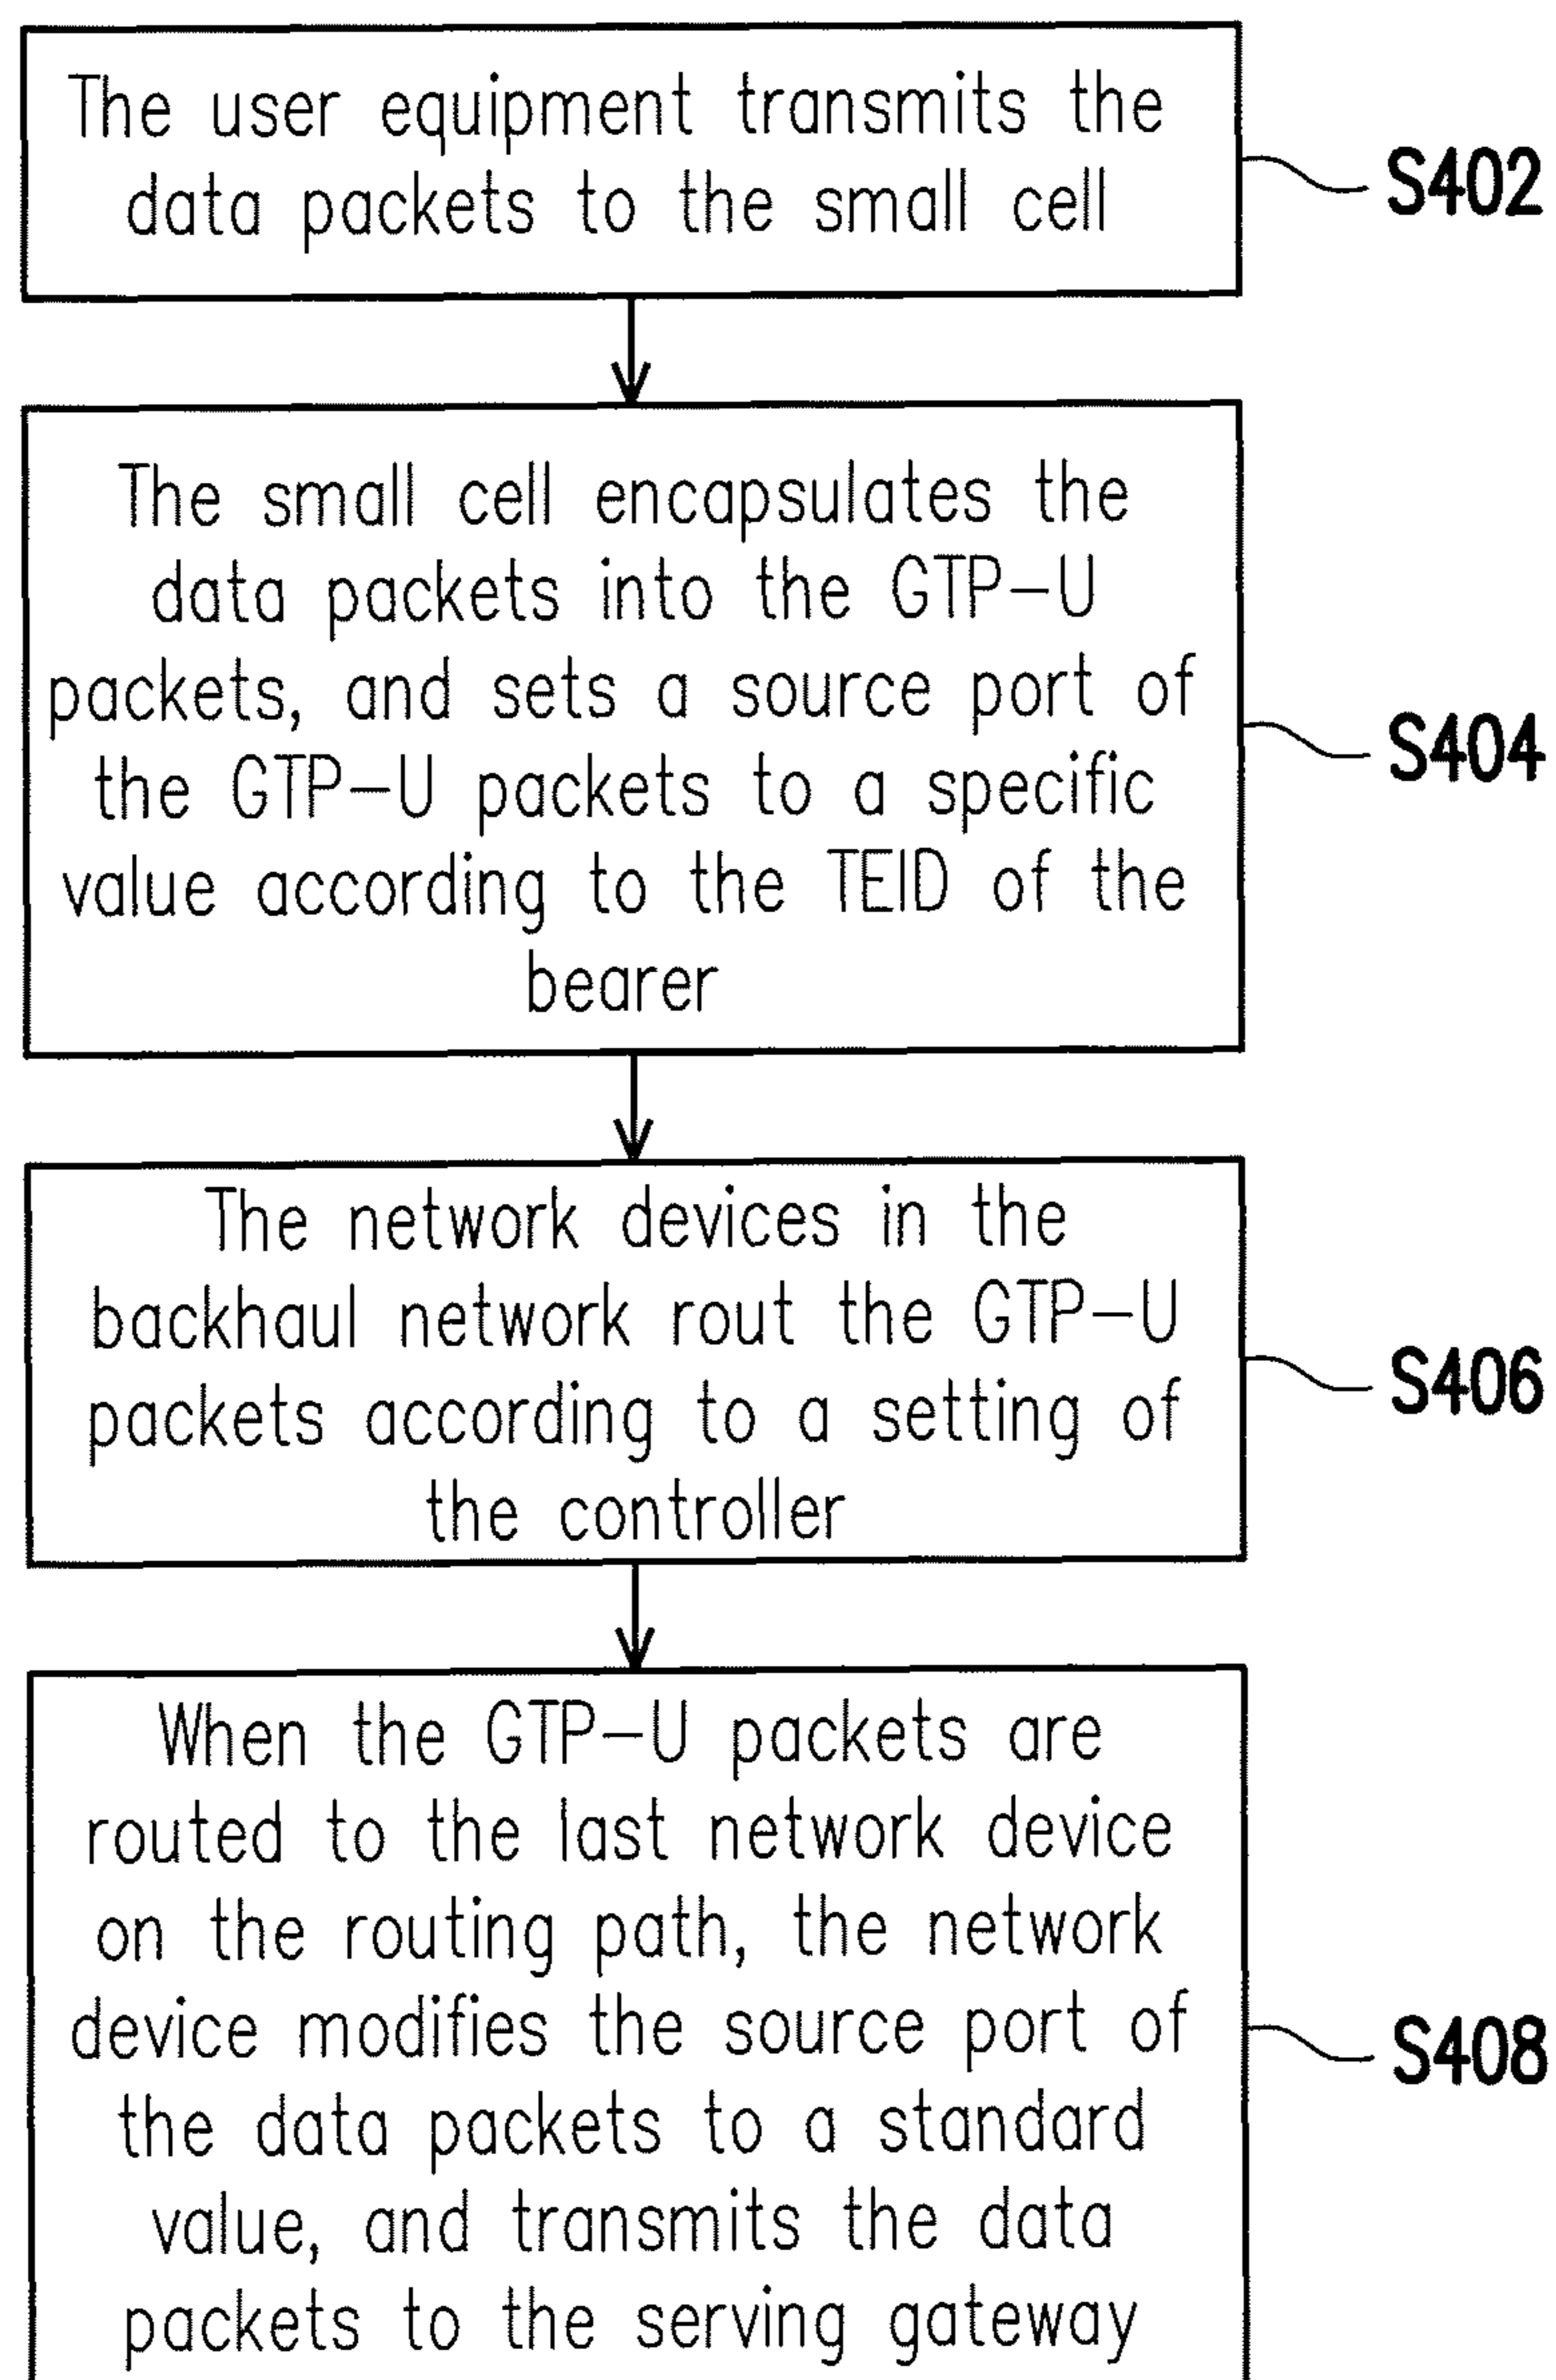 The user equipment transmits the
data packets to the small cell
S402
The small cell encapsulates the
data packets into the GTP-U
packets, and sets a source port of
the GTP-U packets to a specific
value according to the TEID of the
bearer
S404
The network devices in the
backhaul network rout the GTP-U
packets according to a setting of
the controller
S406
When the GTP-U packets are
routed to the last network device
on the routing path, the network
device modifies the source port of
the data packets to a standard
value, and transmits the data
packets to the serving gateway
S408